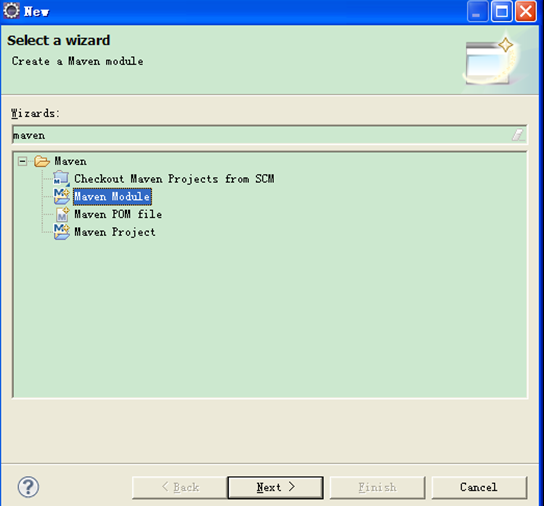 New
Select a wizard
Create a Maven module
Wizards:
maven
Maven
Checkout Maven Projects from SCM
Maven Module
Maven POM file
Maven Project
? < Back Next > Finish Cancel